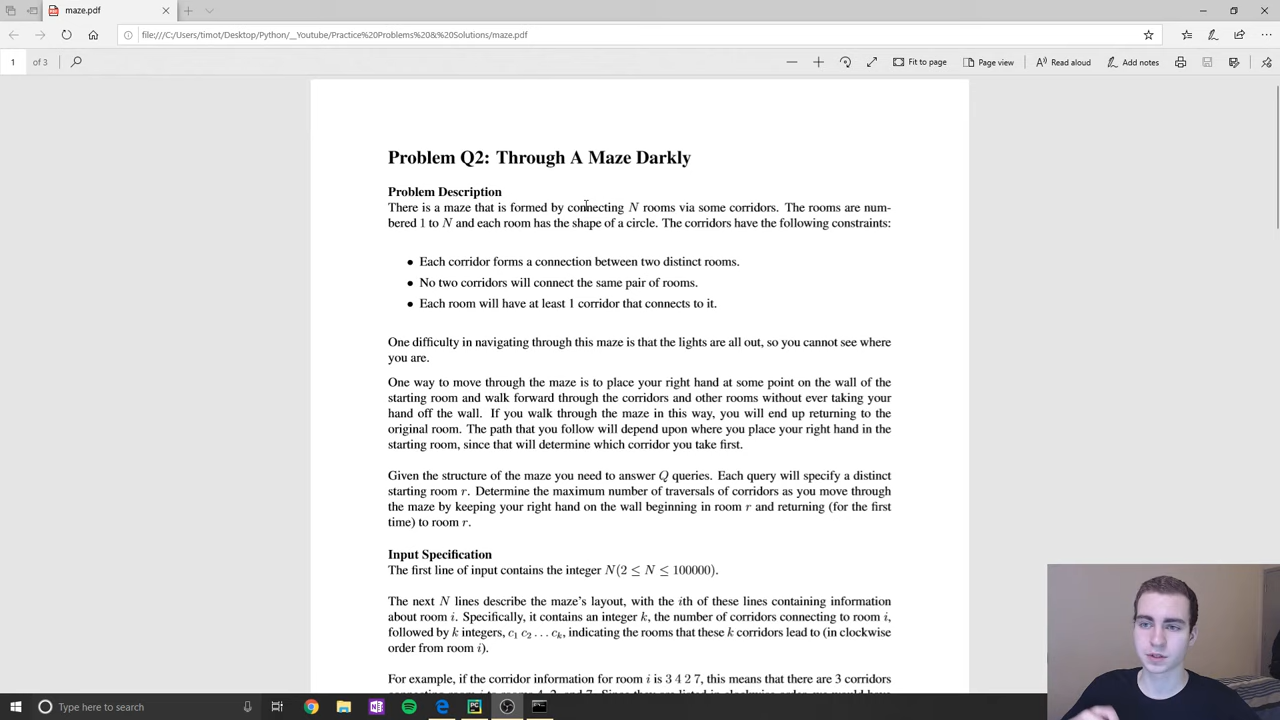 maze.pdf
file:///C:/Users/timot/Desktop/Python/__Youtube/Practice%20Problems%20&%20Solutions/maze.pdf
1 of 3 Fit to page Page view Read aloud Add notes
Problem Q2: Through A Maze Darkly
Problem Description
There is a maze that is formed by connecting N rooms via some corridors. The rooms are num-
bered 1 to N and each room has the shape of a circle. The corridors have the following constraints:
• Each corridor forms a connection between two distinct rooms.
• No two corridors will connect the same pair of rooms.
• Each room will have at least 1 corridor that connects to it.
One difficulty in navigating through this maze is that the lights are all out, so you cannot see where
you are.
One way to move through the maze is to place your right hand at some point on the wall of the
starting room and walk forward through the corridors and other rooms without ever taking your
hand off the wall. If you walk through the maze in this way, you will end up returning to the
original room. The path that you follow will depend upon where you place your right hand in the
starting room, since that will determine which corridor you take first.
Given the structure of the maze you need to answer Q queries. Each query will specify a distinct
starting room r. Determine the maximum number of traversals of corridors as you move through
the maze by keeping your right hand on the wall beginning in room r and returning (for the first
time) to room r.
Input Specification
The first line of input contains the integer N(2 ≤ N ≤ 100000).
The next N lines describe the maze's layout, with the ith of these lines containing information
about room i. Specifically, it contains an integer k, the number of corridors connecting to room i,
followed by k integers, c₁ c₂ … cₖ, indicating the rooms that these k corridors lead to (in clockwise
order from room i).
For example, if the corridor information for room i is 3 4 2 7, this means that there are 3 corridors
Type here to search